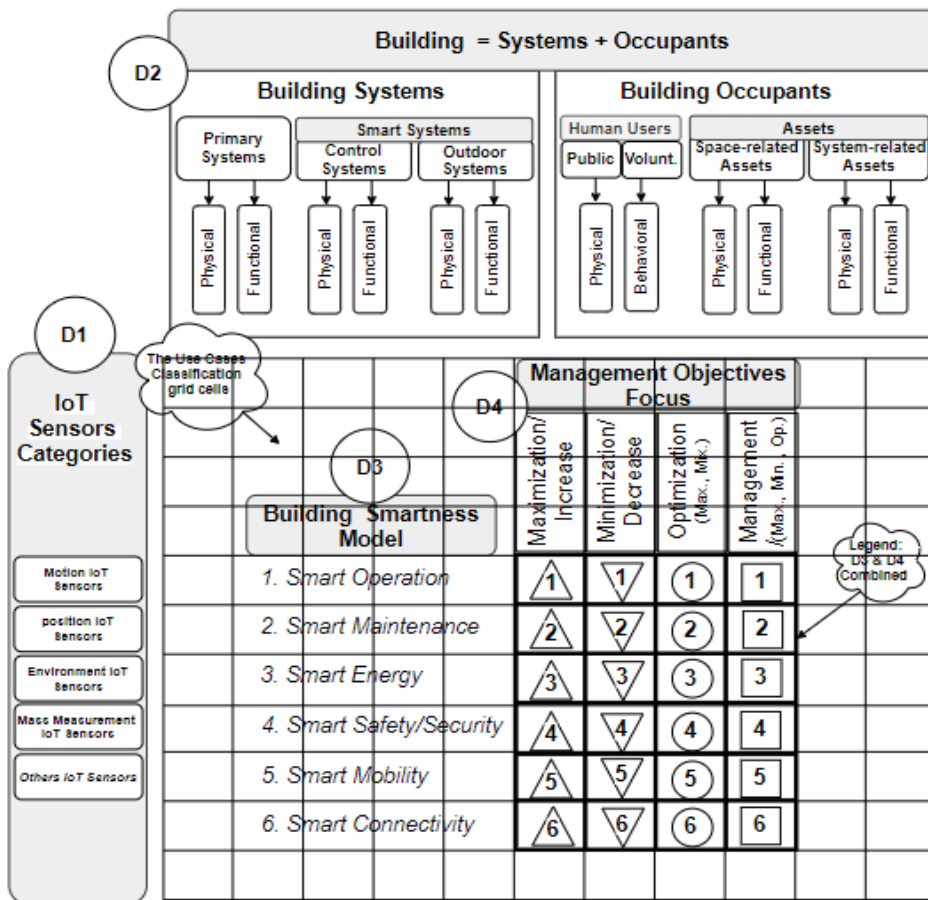 Building = Systems + Occupants
D2
Building Systems
Building Occupants
Primary
Systems
Smart Systems
Control
Systems
Outdoor
Systems
Human Users
Public
Volunt.
Assets
Space-related
Assets
System-related
Assets
Physical
Functional
Physical
Functional
Physical
Functional
Physical
Behavioral
Physical
Functional
Physical
Functional
D1
IoT
Sensors
Categories
Motion IoT
Sensors
position IoT
Sensors
Environment IoT
Sensors
Mass Measurement
IoT Sensors
Others IoT Sensors
The Use Cases
Classification
grid cells
D4
Management Objectives
Focus
Maximization/
Increase
Minimization/
Decrease
Optimization
(Max., Mix.)
Management
/(Max., Min. , Op.)
D3
Building Smartness
Model
Legend:
D3 & D4
Combined
1. Smart Operation
1 1 1 1
2. Smart Maintenance
2 2 2 2
3. Smart Energy
3 3 3 3
4. Smart Safety/Security
4 4 4 4
5. Smart Mobility
5 5 5 5
6. Smart Connectivity
6 6 6 6